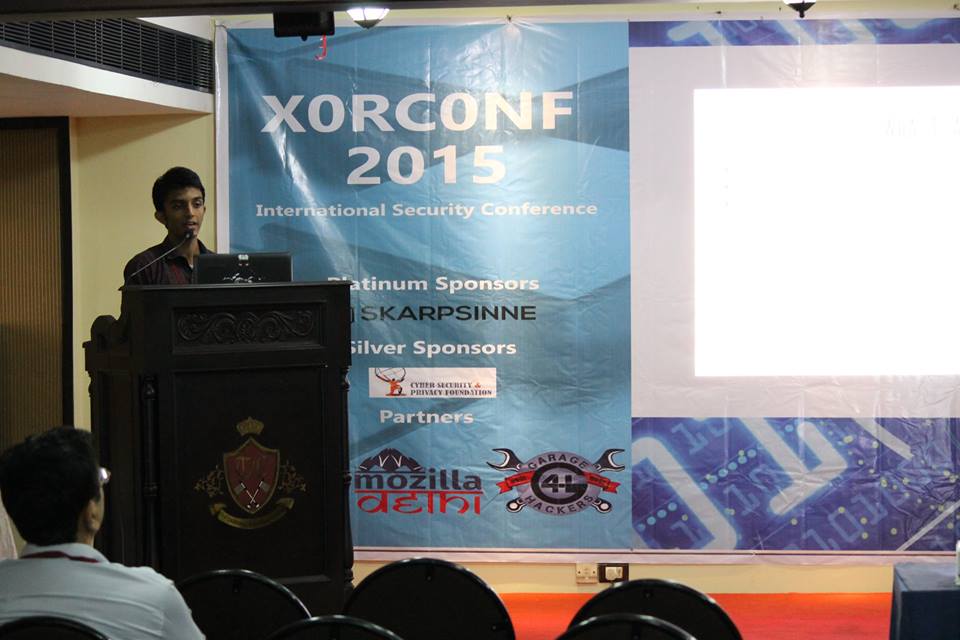 X0RC0NF
2015
International Security Conference
Platinum Sponsors
SKARPSINNE
Silver Sponsors
CYBER SECURITY &
PRIVACY FOUNDATION
Partners
mozilla
DELHI
GARAGE
4
HACKERS